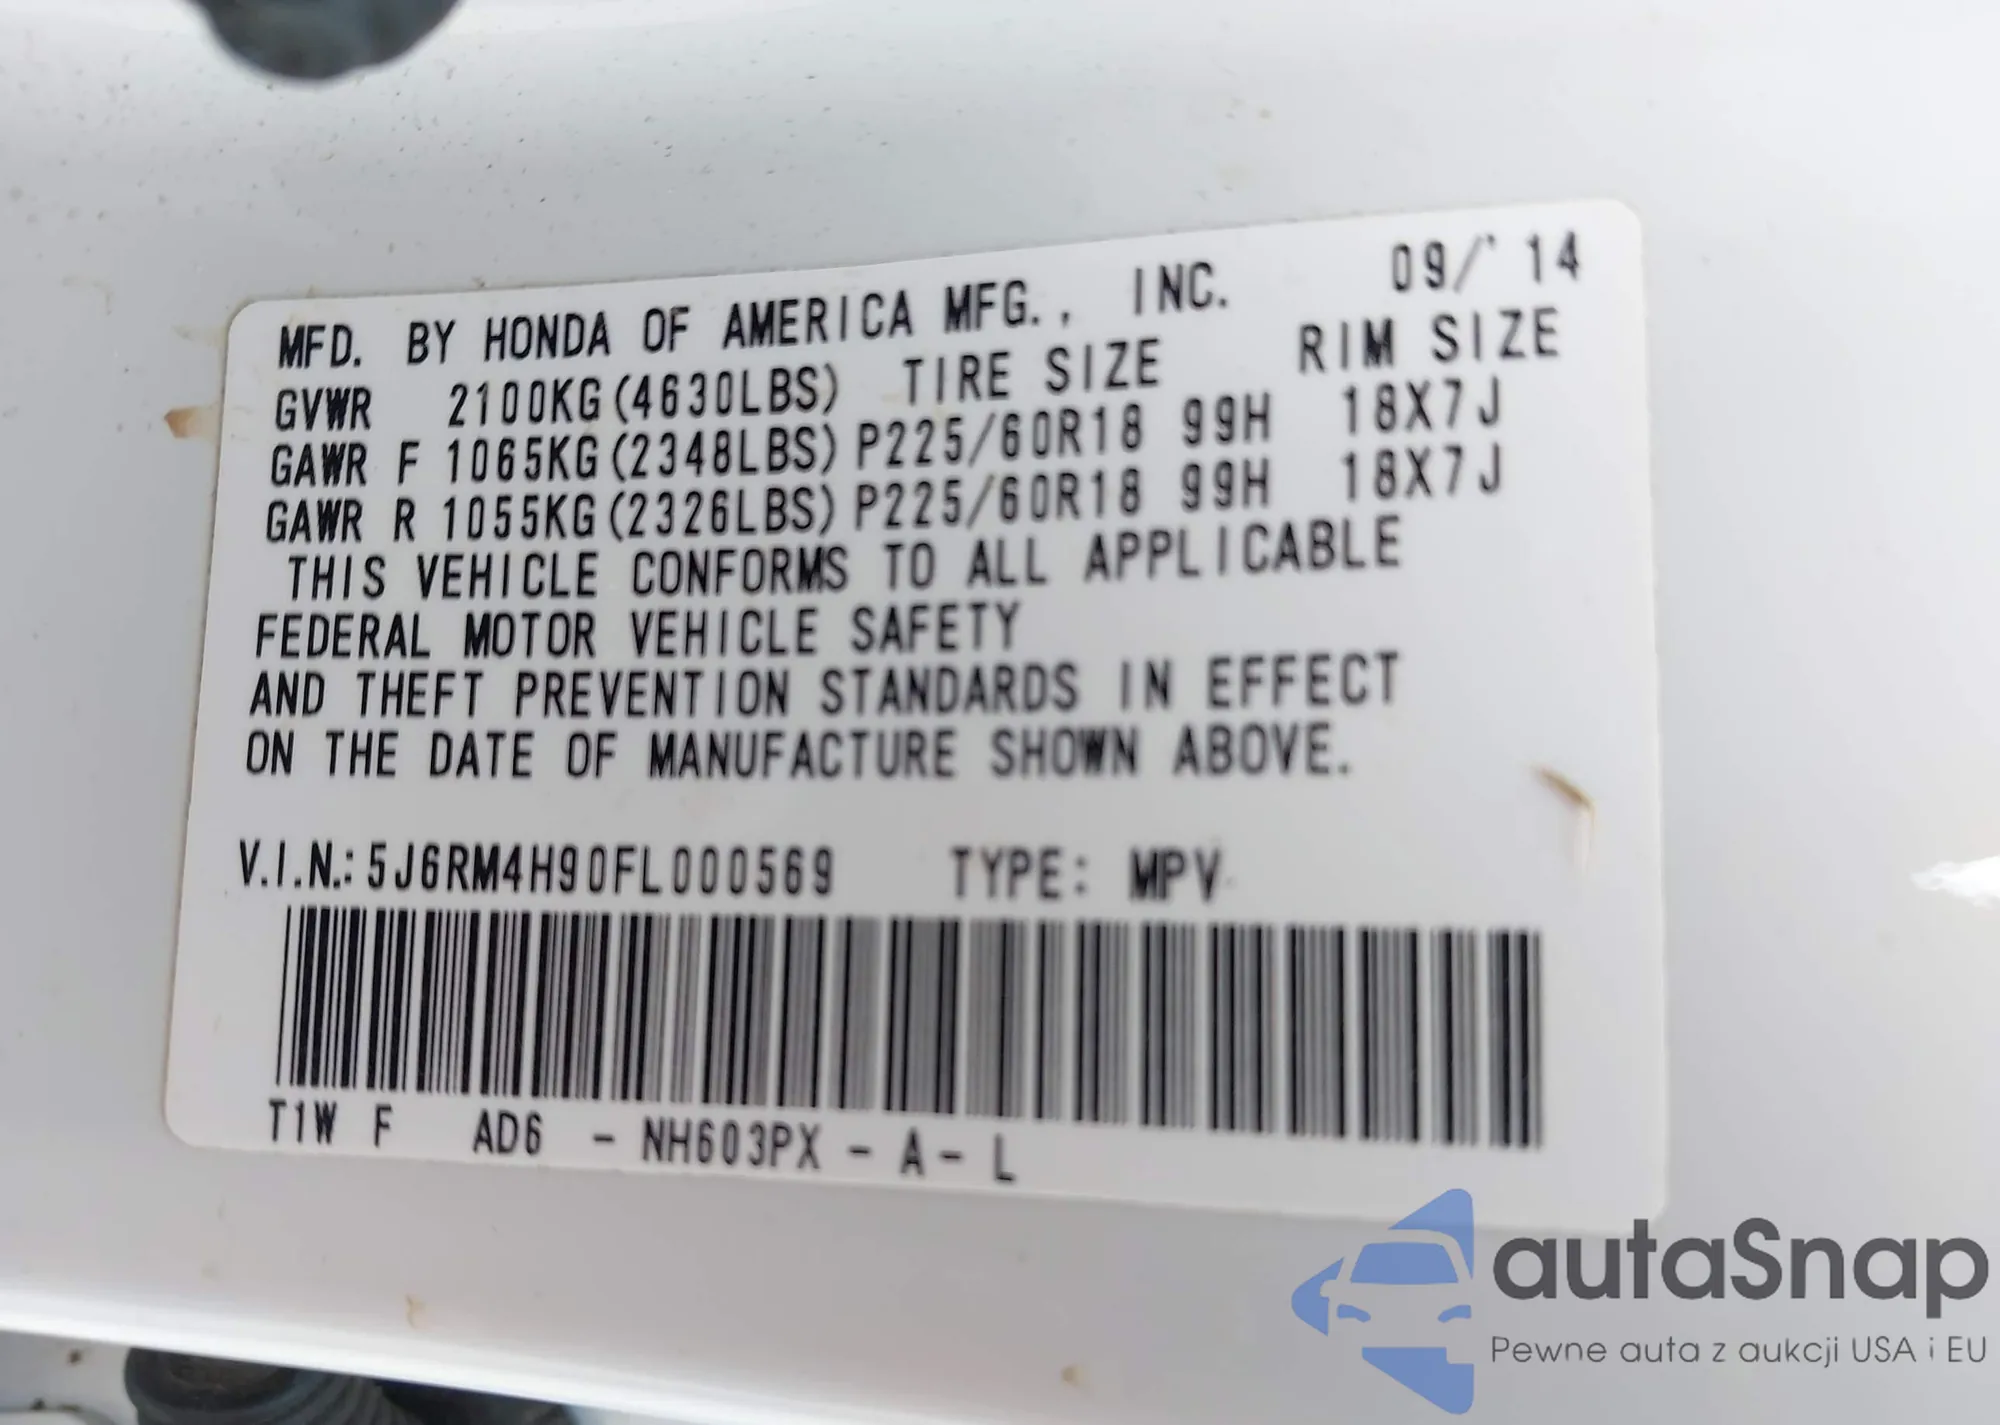 MFD. BY HONDA OF AMERICA MFG., INC. 09/'14
GVWR 2100KG(4630LBS) TIRE SIZE RIM SIZE
GAWR F 1065KG(2348LBS) P225/60R18 99H 18X7J
GAWR R 1055KG(2326LBS) P225/60R18 99H 18X7J
THIS VEHICLE CONFORMS TO ALL APPLICABLE
FEDERAL MOTOR VEHICLE SAFETY
AND THEFT PREVENTION STANDARDS IN EFFECT
ON THE DATE OF MANUFACTURE SHOWN ABOVE.
V.I.N.: 5J6RM4H90FL000569 TYPE: MPV
T1W F AD6 - NH603PX - A - L
autaSnap
Pewne auta z aukcji USA i EU